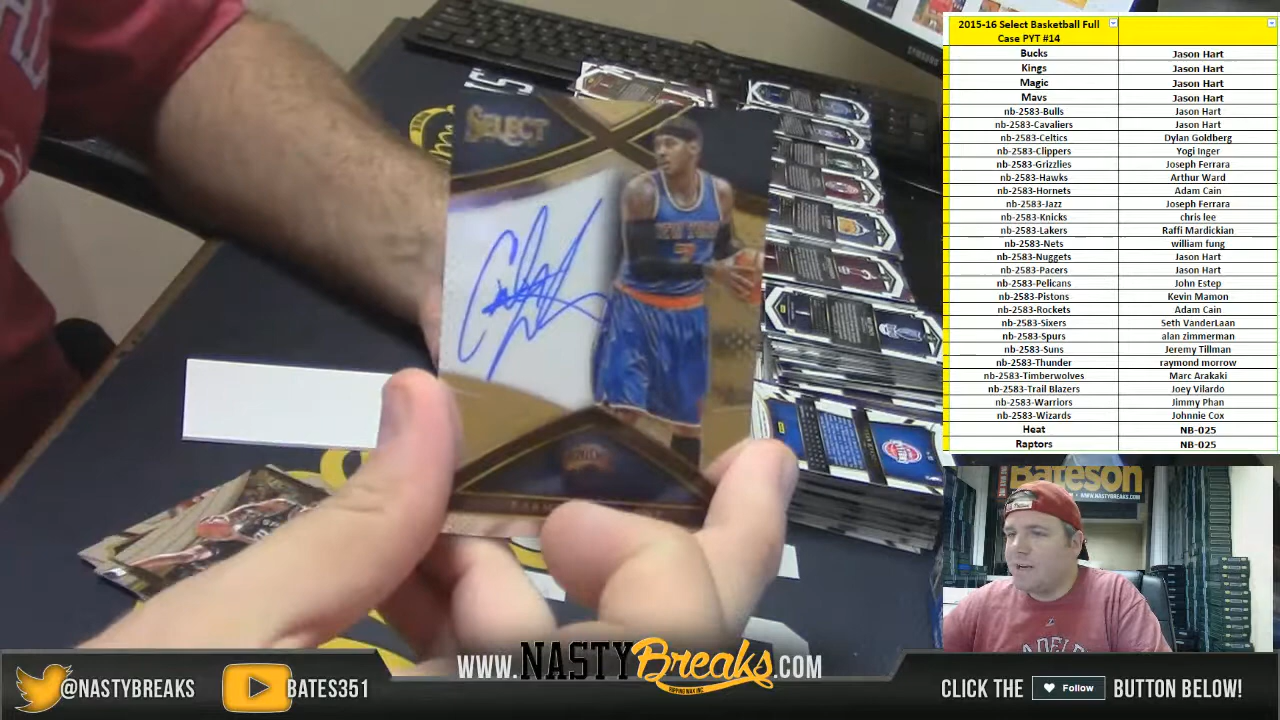 SELECT
NEW YORK
7
2015-16 Select Basketball Full
Case PYT #14
Bucks Jason Hart
Kings Jason Hart
Magic Jason Hart
Mavs Jason Hart
nb-2583-Bulls Jason Hart
nb-2583-Cavaliers Jason Hart
nb-2583-Celtics Dylan Goldberg
nb-2583-Clippers Yogi Inger
nb-2583-Grizzlies Joseph Ferrara
nb-2583-Hawks Arthur Ward
nb-2583-Hornets Adam Cain
nb-2583-Jazz Joseph Ferrara
nb-2583-Knicks chris lee
nb-2583-Lakers Raffi Mardickian
nb-2583-Nets william fung
nb-2583-Nuggets Jason Hart
nb-2583-Pacers Jason Hart
nb-2583-Pelicans John Estep
nb-2583-Pistons Kevin Mamon
nb-2583-Rockets Adam Cain
nb-2583-Sixers Seth VanderLaan
nb-2583-Spurs alan zimmerman
nb-2583-Suns Jeremy Tillman
nb-2583-Thunder raymond morrow
nb-2583-Timberwolves Marc Arakaki
nb-2583-Trail Blazers Joey Vilardo
nb-2583-Warriors Jimmy Phan
nb-2583-Wizards Johnnie Cox
Heat NB-025
Raptors NB-025
Bateson
WWW.NASTYBREAKS.COM
@NASTYBREAKS
BATES351
WWW.NASTYBreaks.COM
RIPPING WAX INC
CLICK THE Follow BUTTON BELOW!